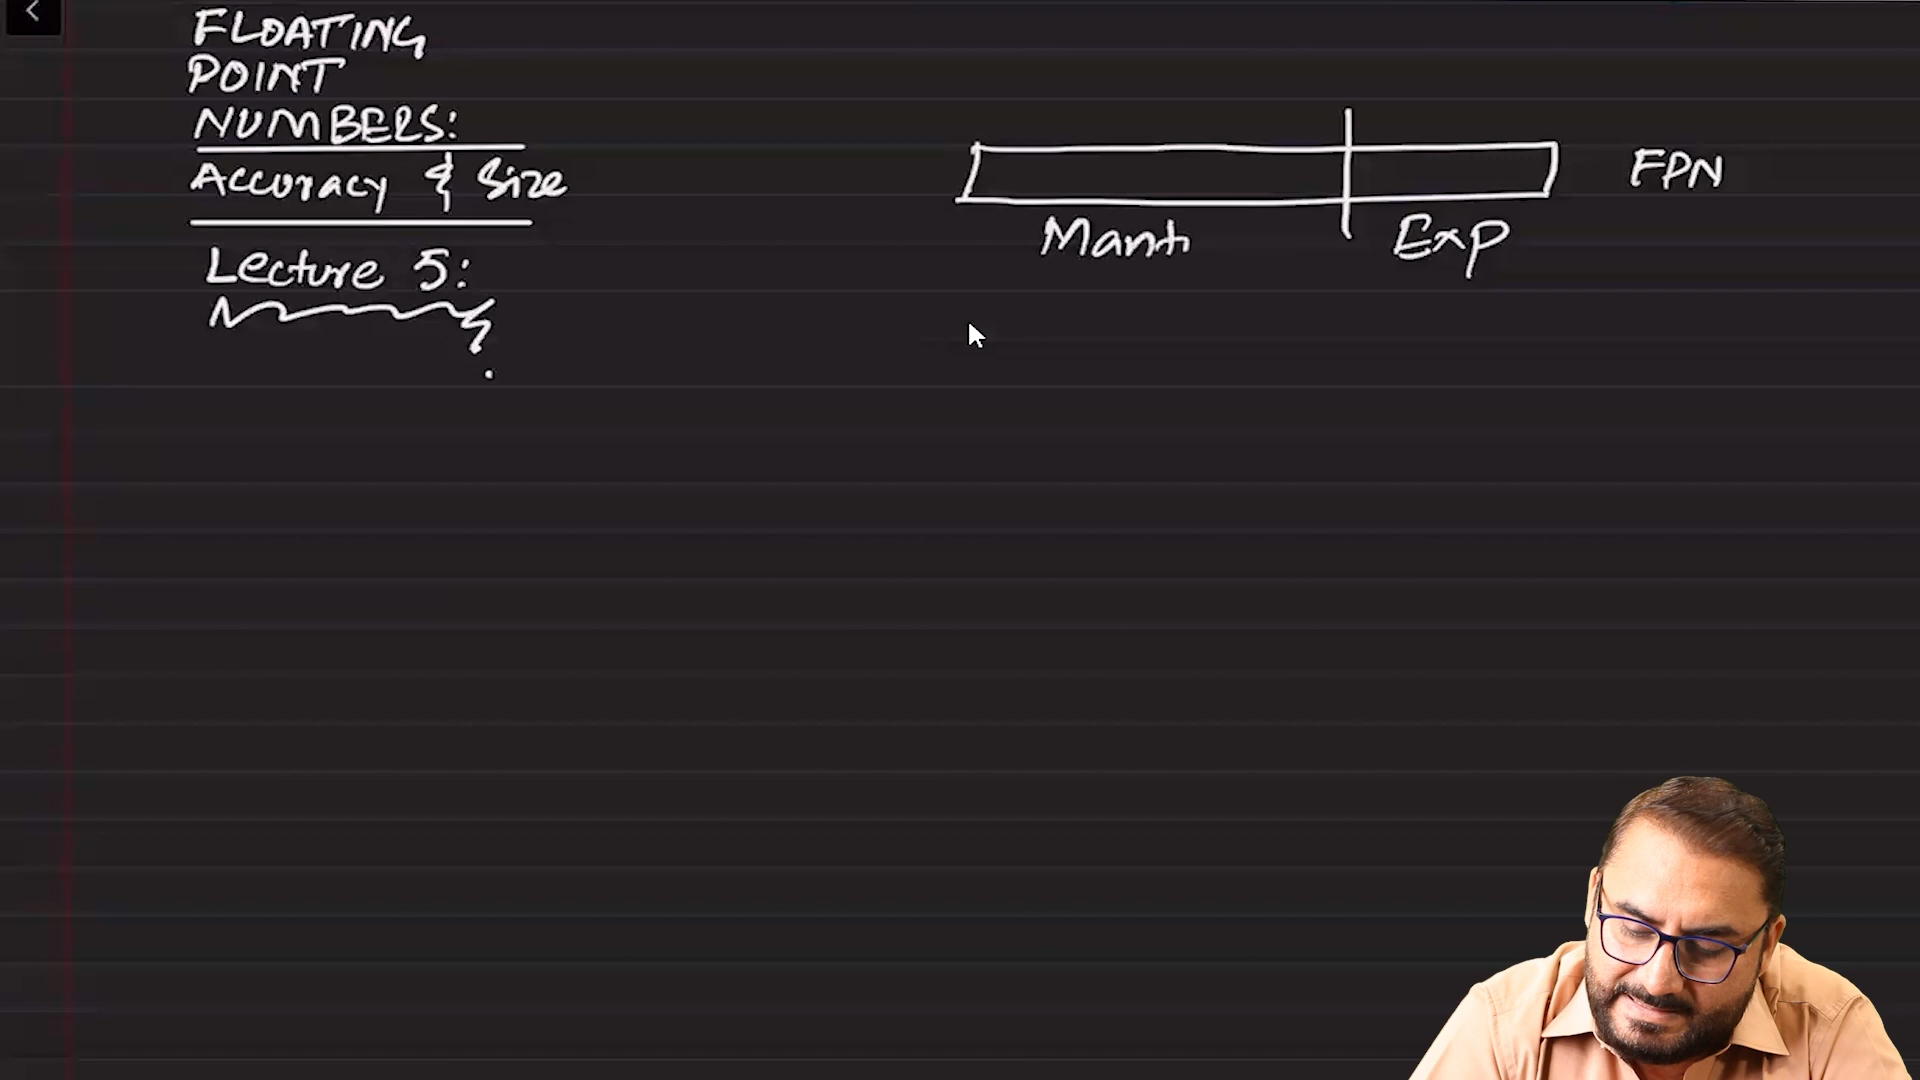 FLOATING
POINT
NUMBERS:
Accuracy & Size
Lecture 5:
FPN
Manti Exp